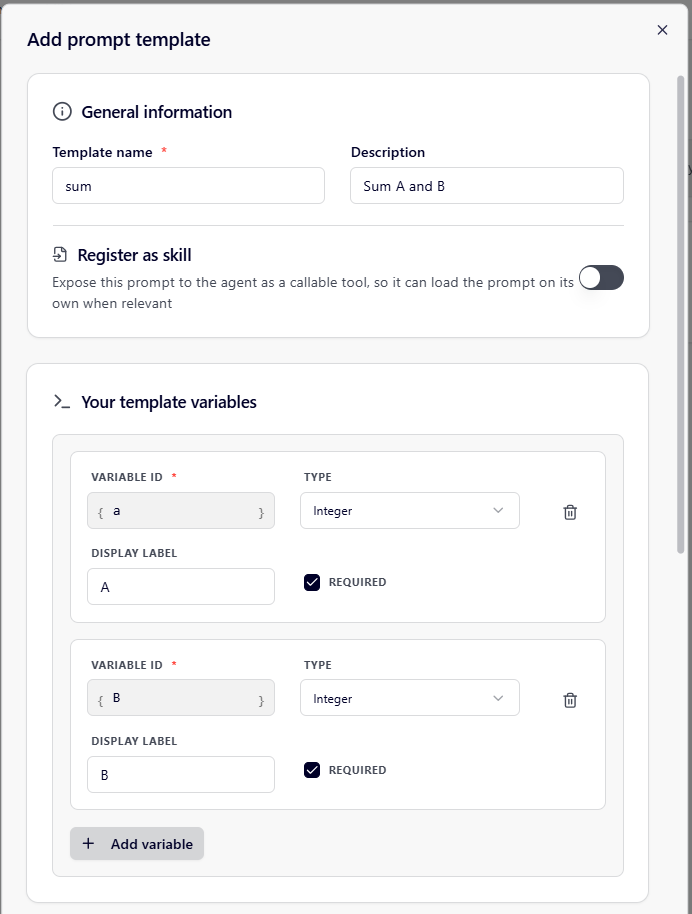 Add prompt template
General information
Template name *
Description
sum
Sum A and B
Register as skill
Expose this prompt to the agent as a callable tool, so it can load the prompt on its
own when relevant
Your template variables
VARIABLE ID *
TYPE
{ a }
Integer
DISPLAY LABEL
A
REQUIRED
VARIABLE ID *
TYPE
{ B }
Integer
DISPLAY LABEL
B
REQUIRED
+ Add variable